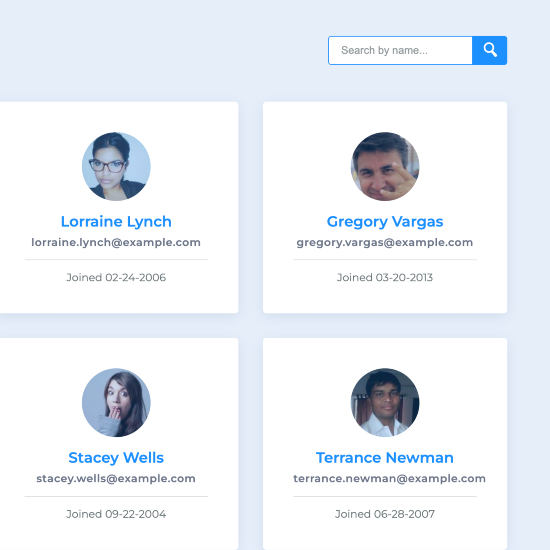 Search by name...
Lorraine Lynch
lorraine.lynch@example.com
Joined 02-24-2006
Gregory Vargas
gregory.vargas@example.com
Joined 03-20-2013
Stacey Wells
stacey.wells@example.com
Joined 09-22-2004
Terrance Newman
terrance.newman@example.com
Joined 06-28-2007